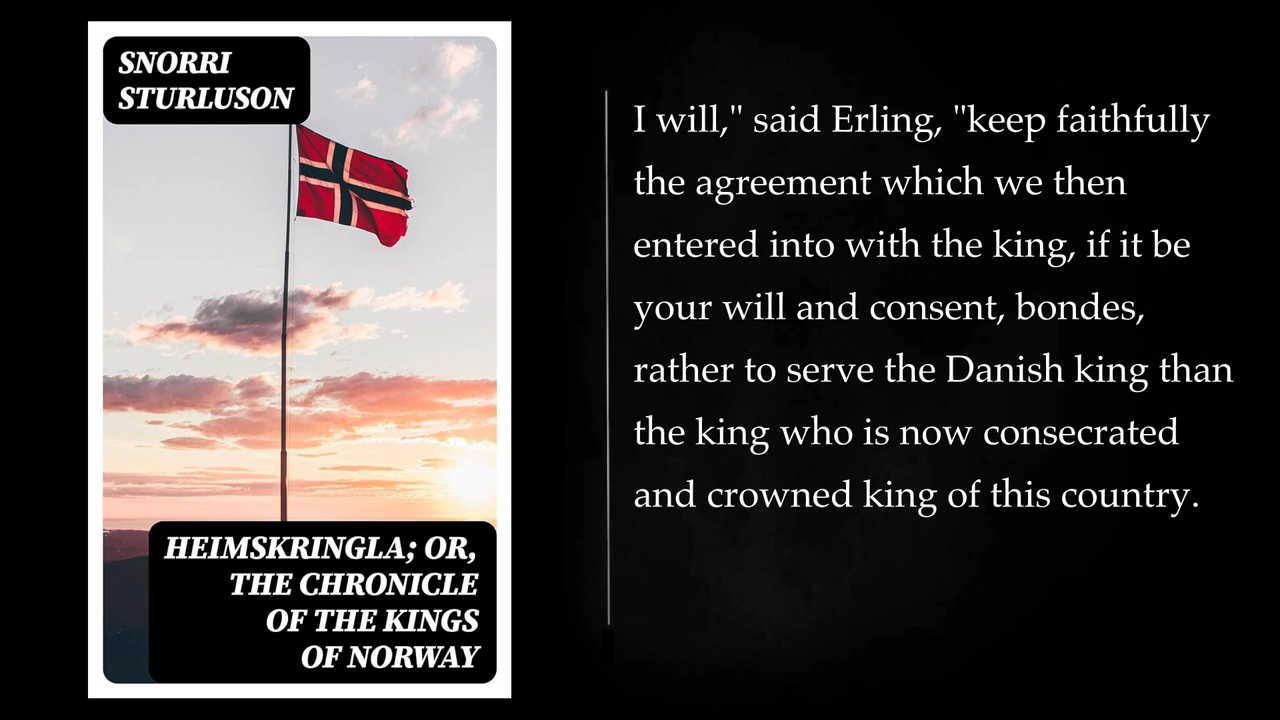 SNORRI
STURLUSON
HEIMSKRINGLA; OR,
THE CHRONICLE
OF THE KINGS
OF NORWAY
I will," said Erling, "keep faithfully
the agreement which we then
entered into with the king, if it be
your will and consent, bondes,
rather to serve the Danish king than
the king who is now consecrated
and crowned king of this country.